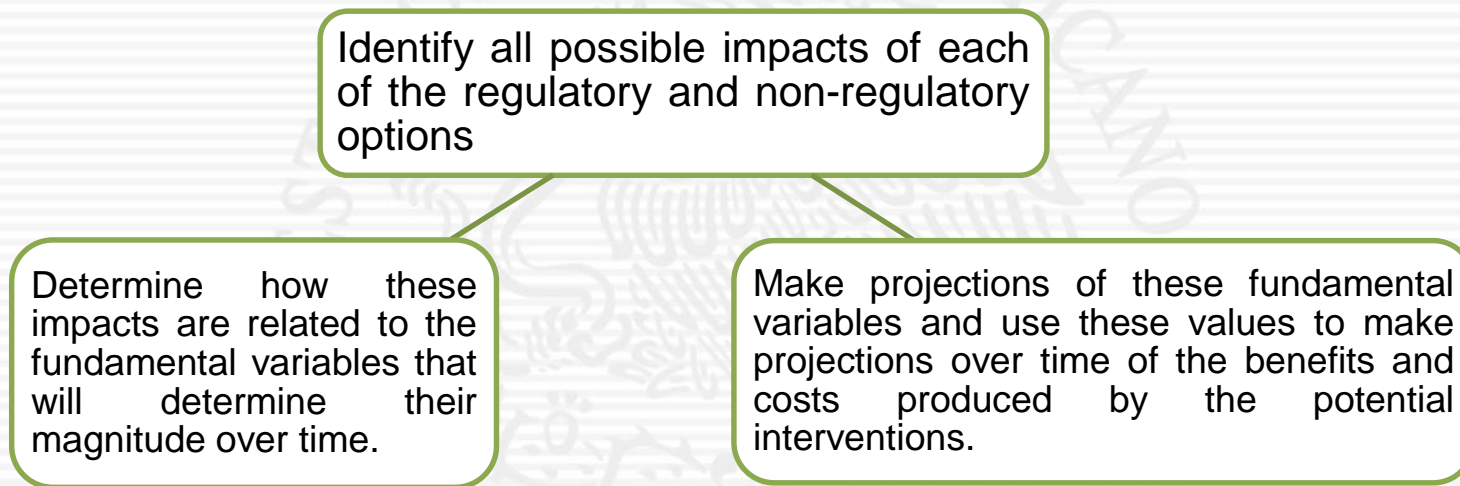 Identify all possible impacts of each
of the regulatory and non-regulatory
options
Determine how these
impacts are related to the
fundamental variables that
will determine their
magnitude over time.
Make projections of these fundamental
variables and use these values to make
projections over time of the benefits and
costs produced by the potential
interventions.